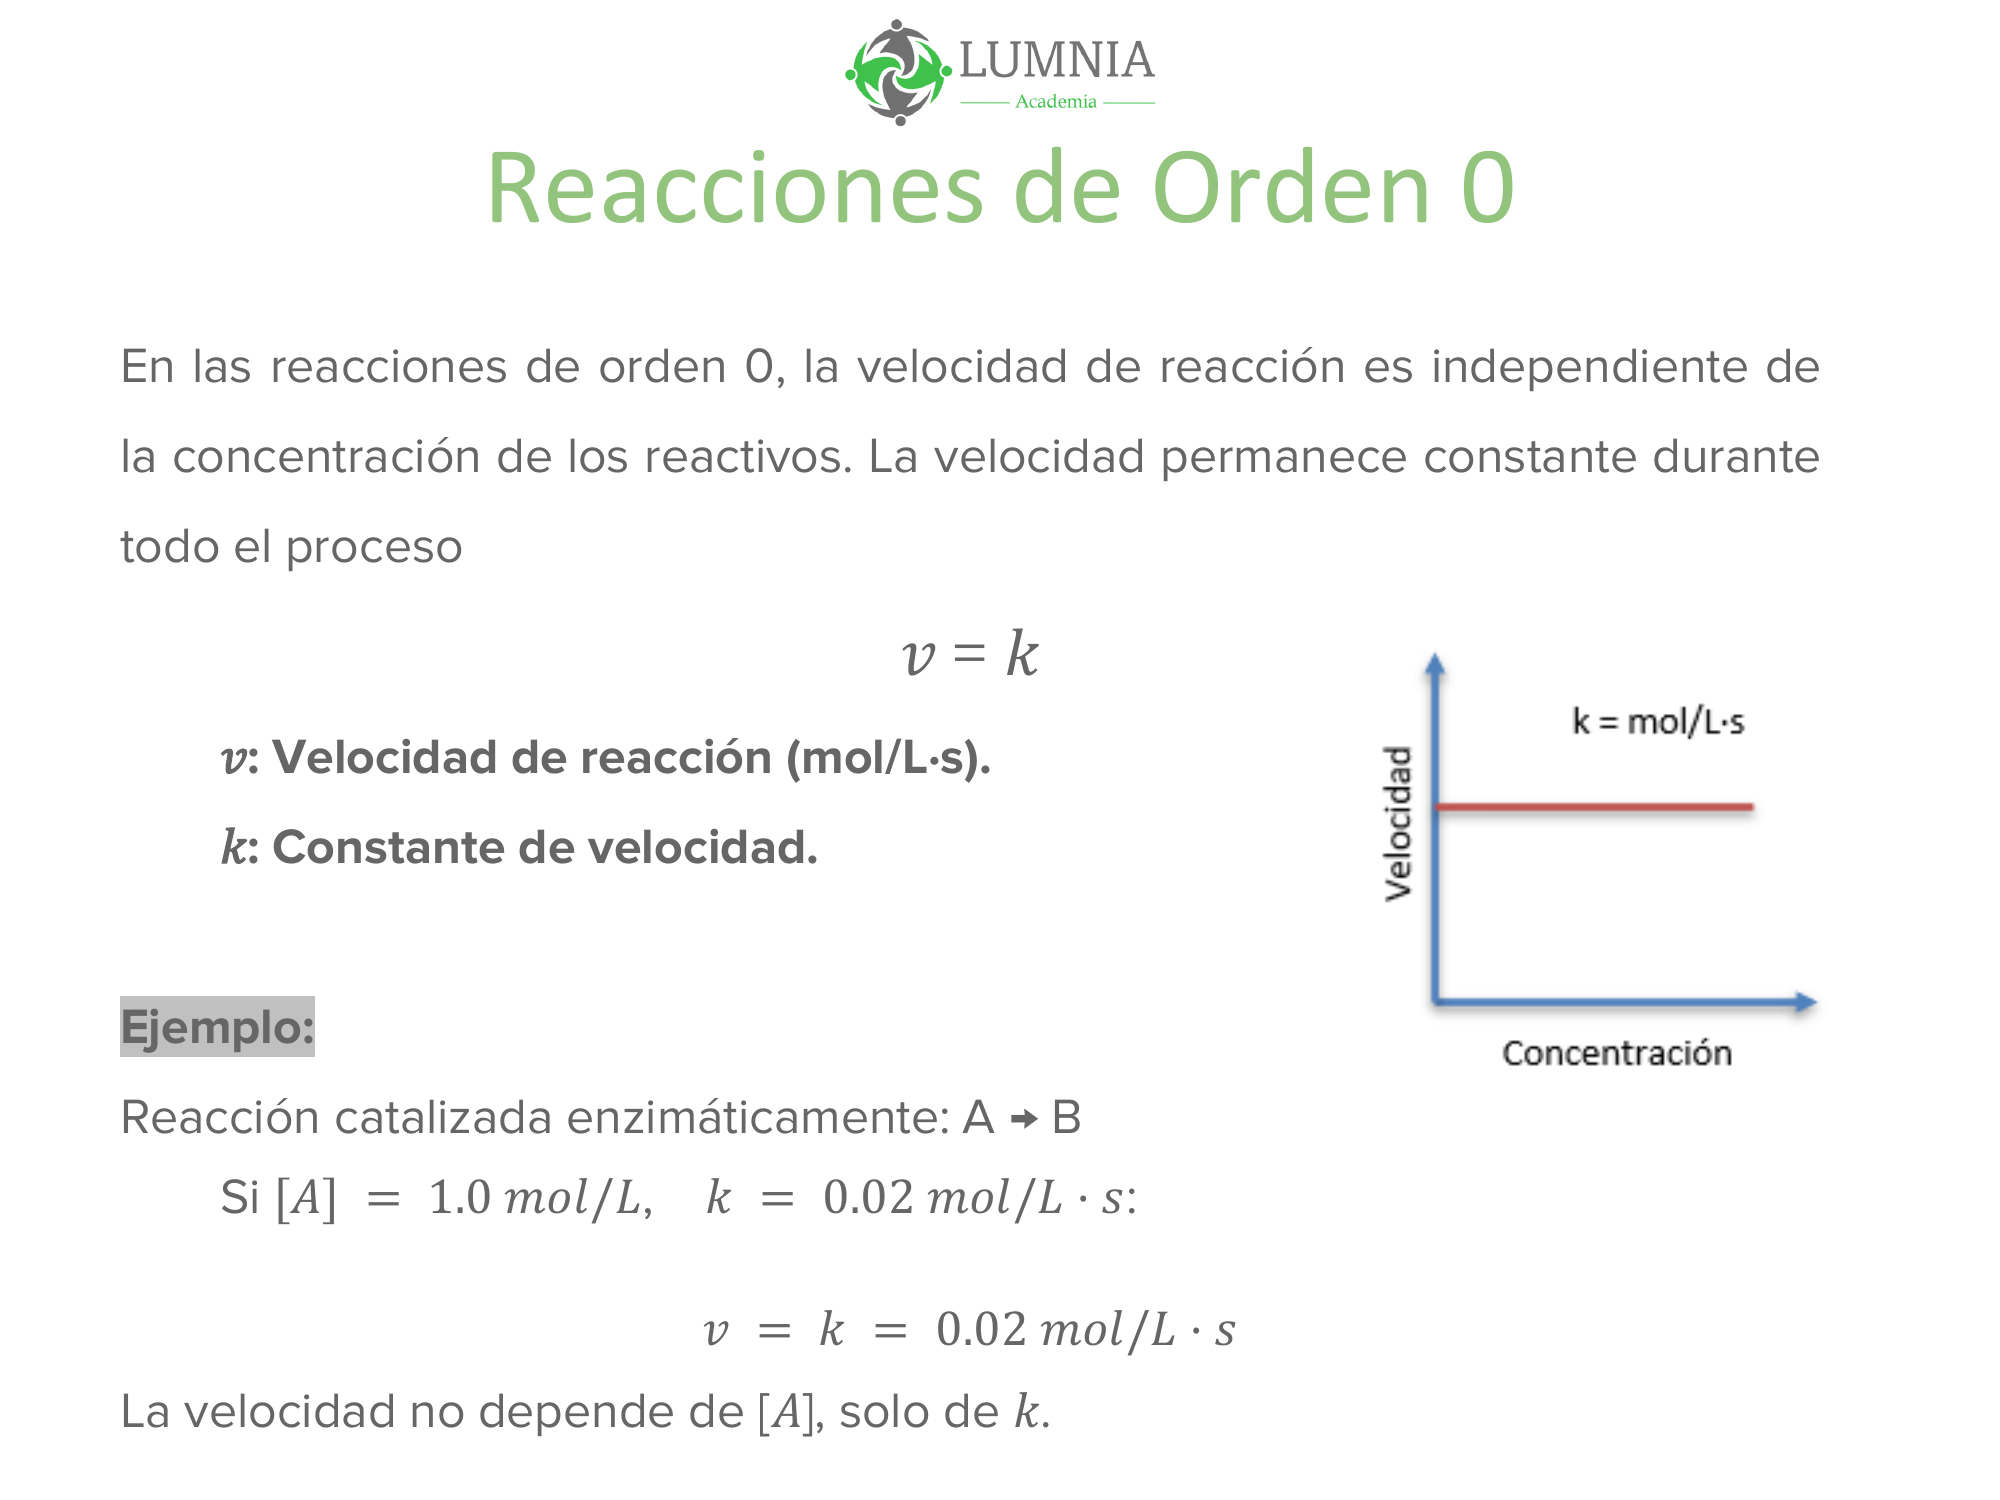 LUMNIA
Academia
Reacciones de Orden 0
En las reacciones de orden 0, la velocidad de reacción es independiente de
la concentración de los reactivos. La velocidad permanece constante durante
todo el proceso
v = k
v: Velocidad de reacción (mol/L·s).
k: Constante de velocidad.
k = mol/L·s
Velocidad
Concentración
Ejemplo:
Reacción catalizada enzimáticamente: A → B
Si [A] = 1.0 mol/L, k = 0.02 mol/L · s:
v = k = 0.02 mol/L · s
La velocidad no depende de [A], solo de k.